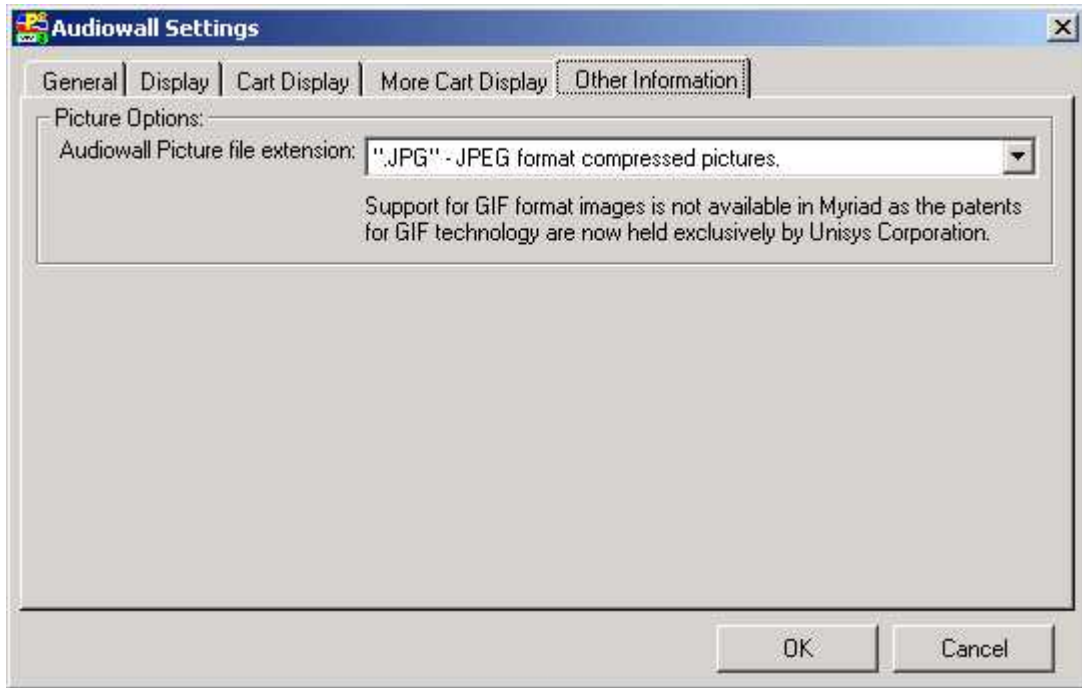 Audiowall Settings
General Display Cart Display More Cart Display Other Information
Picture Options:
Audiowall Picture file extension: ".JPG" - JPEG format compressed pictures.
Support for GIF format images is not available in Myriad as the patents
for GIF technology are now held exclusively by Unisys Corporation.
OK Cancel